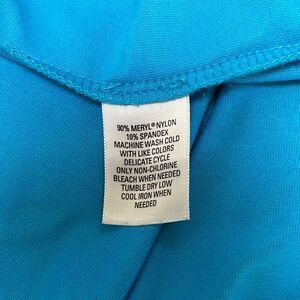 90% MERYL® NYLON
10% SPANDEX
MACHINE WASH COLD
WITH LIKE COLORS
DELICATE CYCLE
ONLY NON-CHLORINE
BLEACH WHEN NEEDED
TUMBLE DRY LOW
COOL IRON WHEN
NEEDED